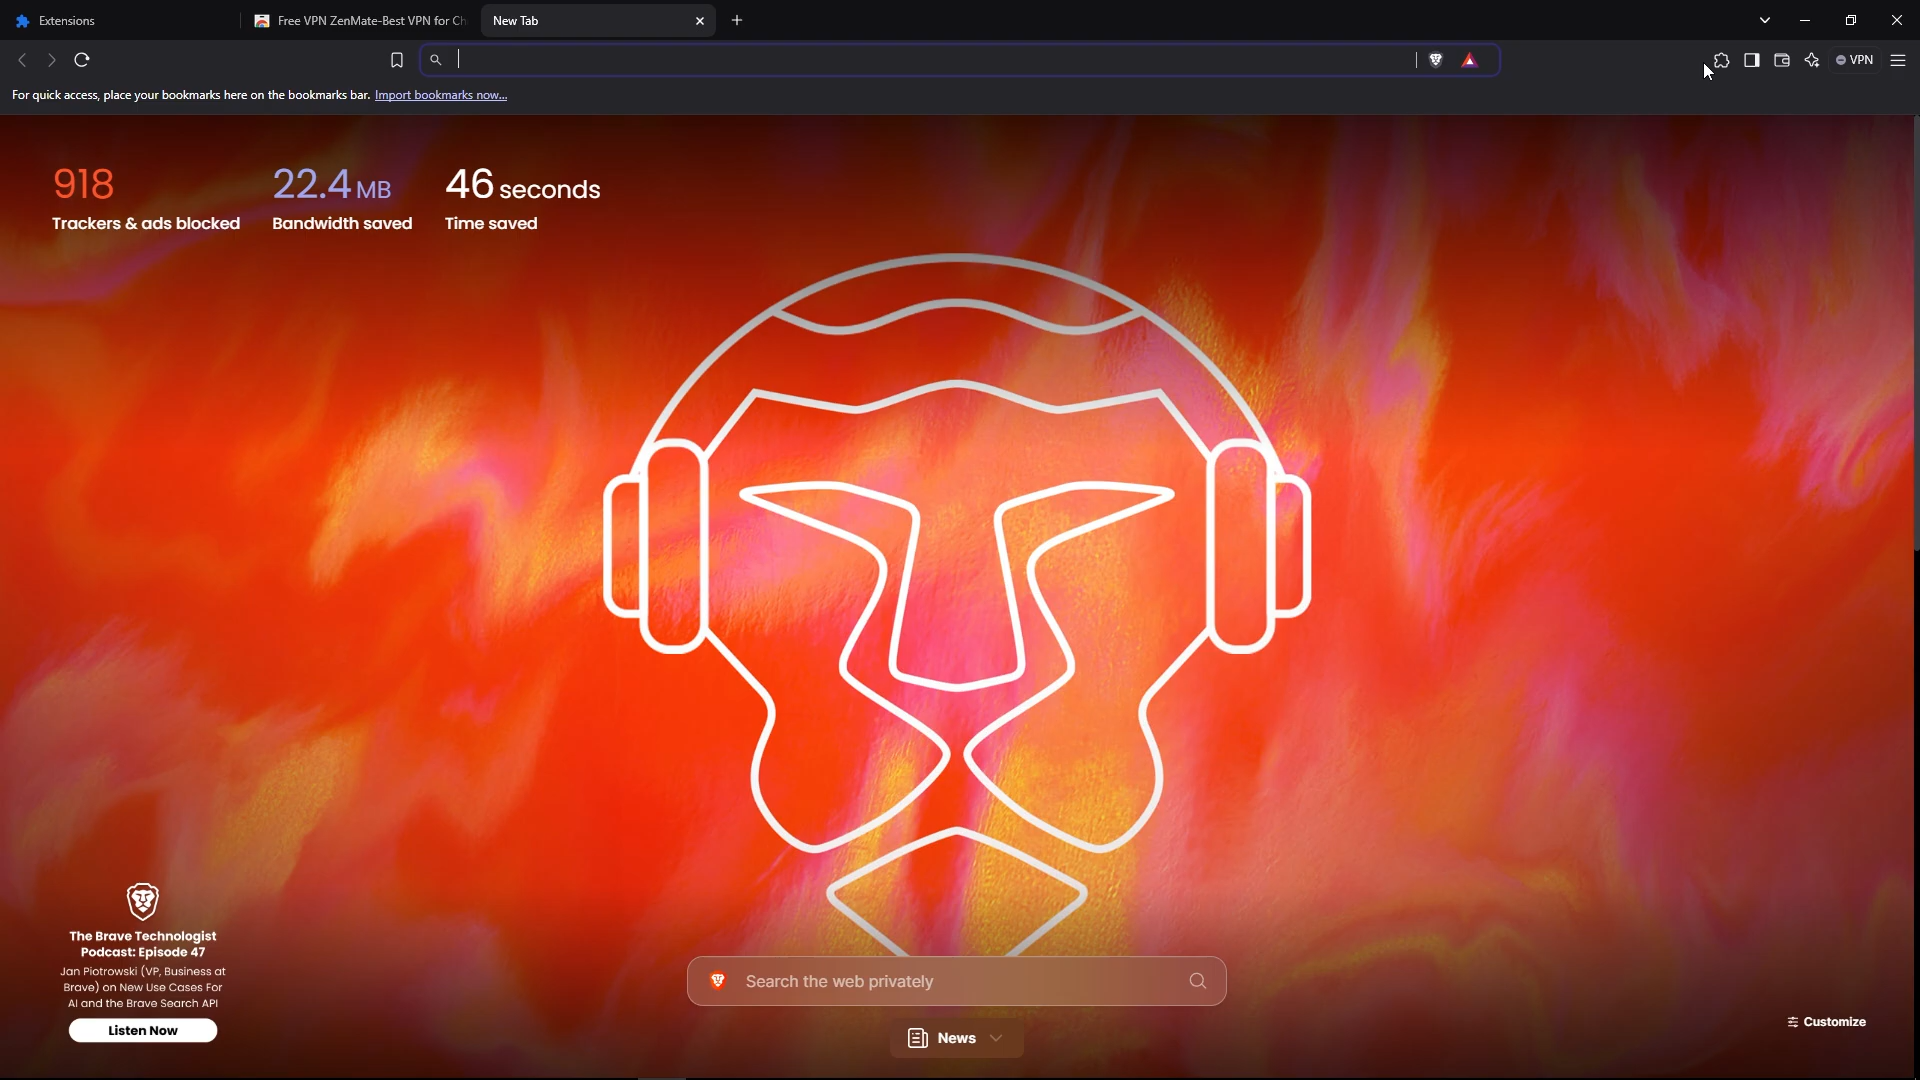 Extensions
Free VPN ZenMate-Best VPN for Ch
New Tab
VPN
For quick access, place your bookmarks here on the bookmarks bar. Import bookmarks now...
918
Trackers & ads blocked
22.4 MB
Bandwidth saved
46 seconds
Time saved
The Brave Technologist
Podcast: Episode 47
Jan Piotrowski (VP, Business at
Brave) on New Use Cases For
AI and the Brave Search API
Listen Now
Search the web privately
News
Customize